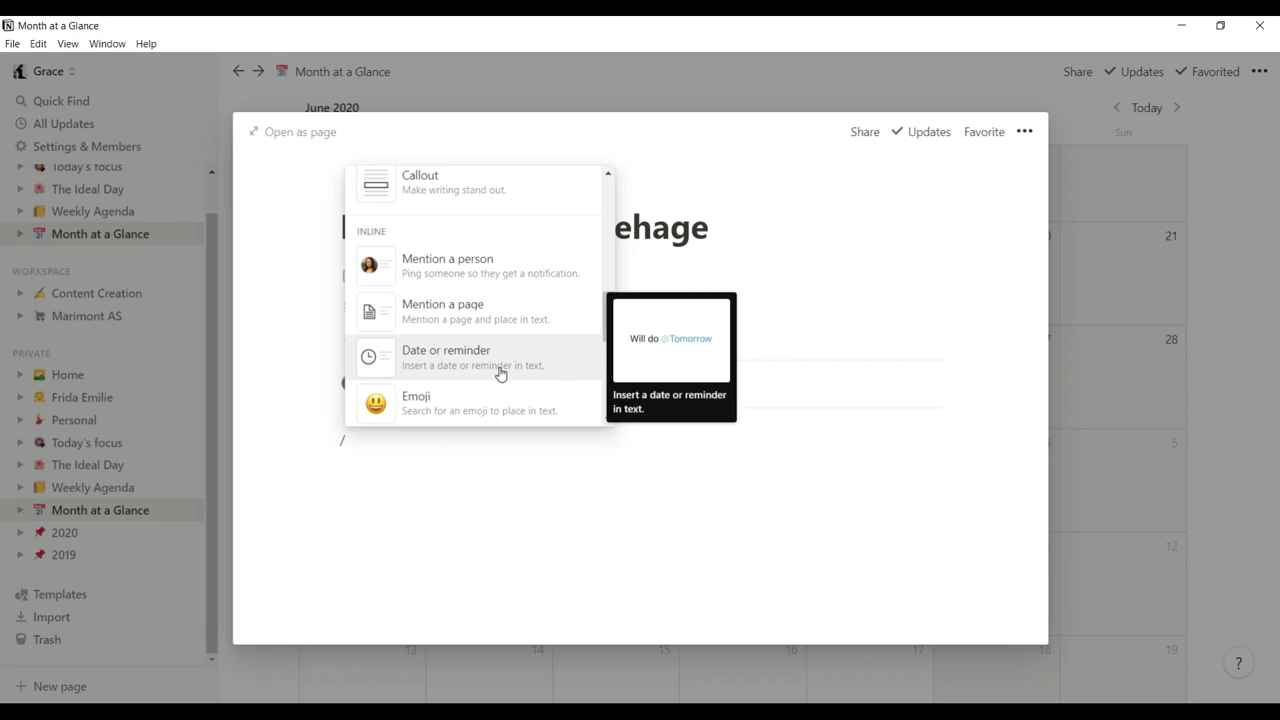 Month at a Glance
File Edit View Window Help
Grace
Month at a Glance
Share Updates Favorited
Quick Find
All Updates
Settings & Members
Today's focus
The Ideal Day
Weekly Agenda
Month at a Glance
WORKSPACE
Content Creation
Marimont AS
PRIVATE
Home
Frida Emilie
Personal
Today's focus
The Ideal Day
Weekly Agenda
Month at a Glance
2020
2019
Templates
Import
Trash
New page
June 2020
Today
Sun
21
28
5
12
13 14 15 16 17 18 19
Open as page
Share Updates Favorite
ehage
Callout
Make writing stand out.
INLINE
Mention a person
Ping someone so they get a notification.
Mention a page
Mention a page and place in text.
Date or reminder
Insert a date or reminder in text.
Emoji
Search for an emoji to place in text.
/
Will do @Tomorrow
Insert a date or reminder
in text.
?